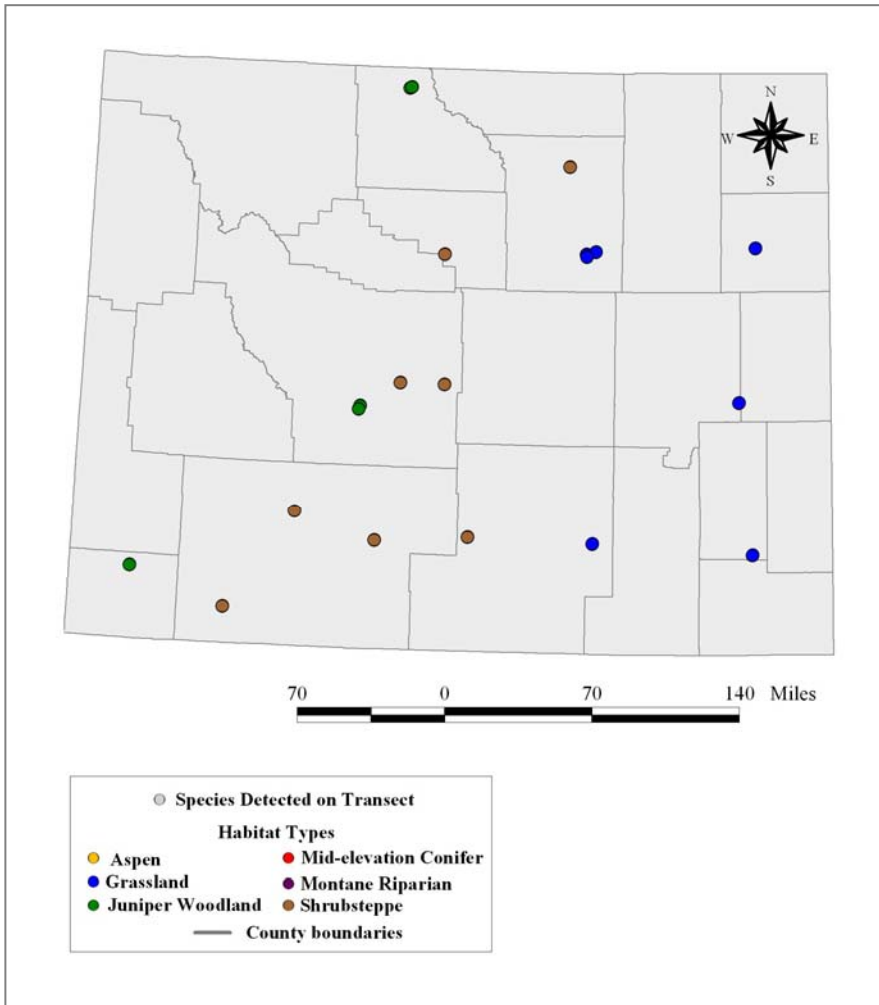 N
W E
S
70 0 70 140 Miles
Species Detected on Transect
Habitat Types
Aspen Mid-elevation Conifer
Grassland Montane Riparian
Juniper Woodland Shrubsteppe
County boundaries